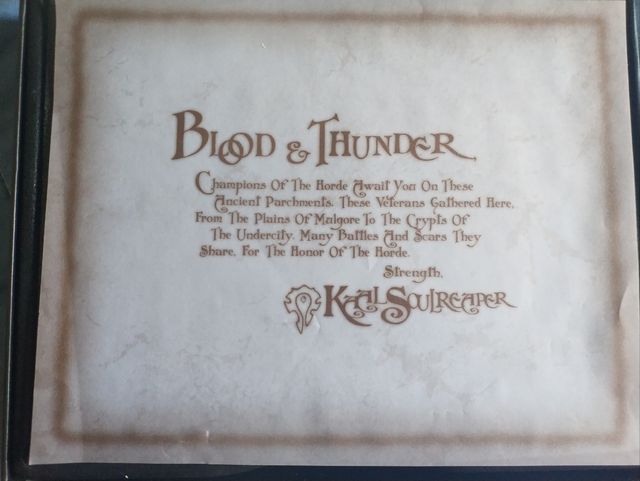 Blood & Thunder
Champions Of The Horde Await You On These
Ancient Parchments. These Veterans Gathered Here,
From The Plains Of Mulgore To The Crypts Of
The Undercity. Many Battles And Scars They
Share, For The Honor Of The Horde.
Strength,
Kaal Soulreaper